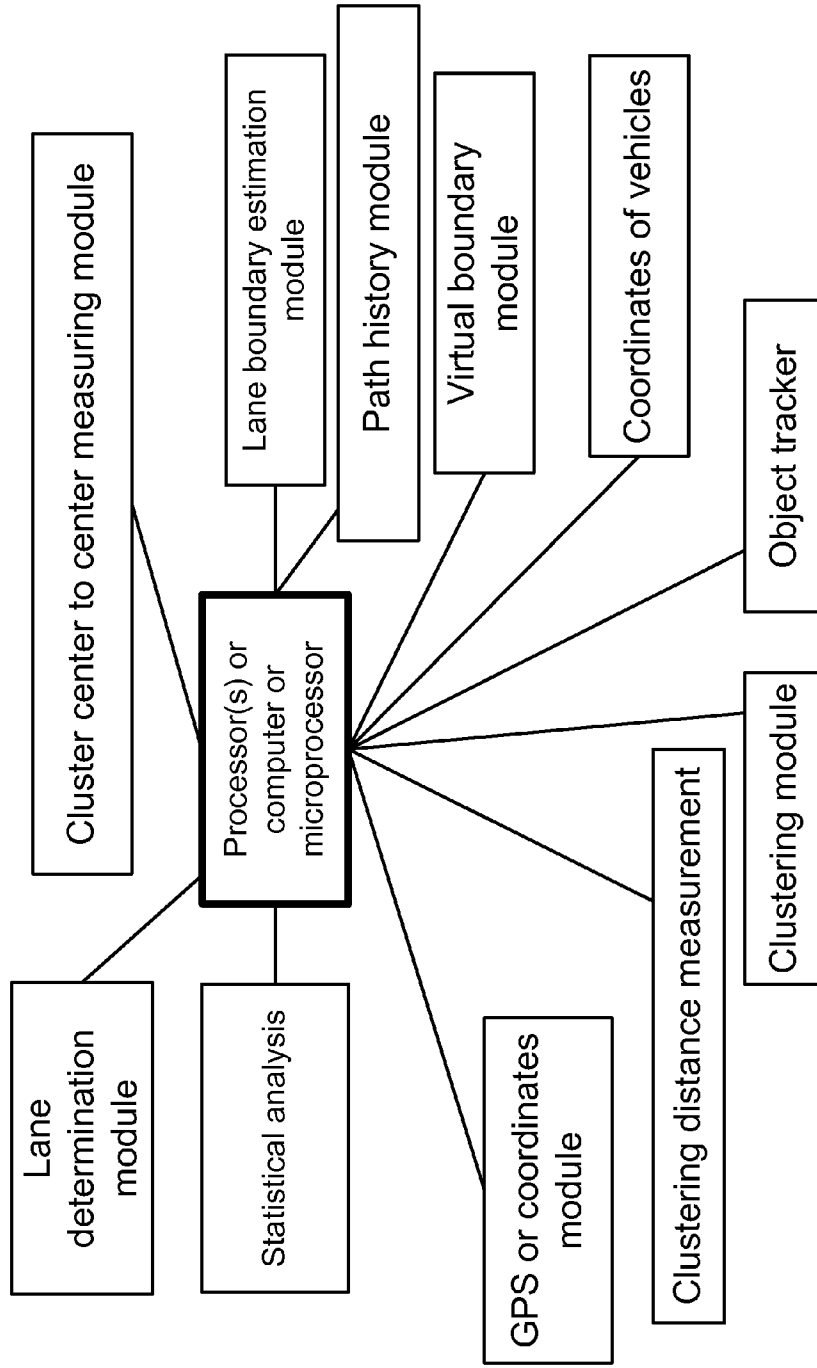 Lane
determination
module
Cluster center to center measuring module
Statistical analysis
Processor(s) or
computer or
microprocessor
Lane boundary estimation
module
Path history module
Virtual boundary
module
GPS or coordinates
module
Coordinates of vehicles
Clustering distance measurement
Clustering module
Object tracker